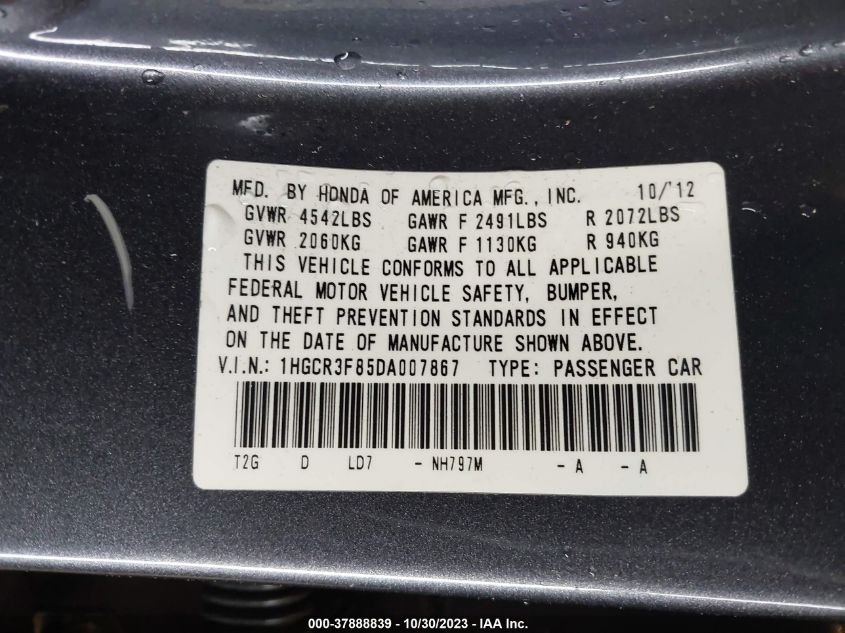 MFD. BY HONDA OF AMERICA MFG., INC. 10/'12
GVWR 4542LBS GAWR F 2491LBS R 2072LBS
GVWR 2060KG GAWR F 1130KG R 940KG
THIS VEHICLE CONFORMS TO ALL APPLICABLE
FEDERAL MOTOR VEHICLE SAFETY, BUMPER,
AND THEFT PREVENTION STANDARDS IN EFFECT
ON THE DATE OF MANUFACTURE SHOWN ABOVE.
V.I.N.: 1HGCR3F85DA007867 TYPE: PASSENGER CAR
T2G D LD7 - NH797M - A - A
000-37888839 - 10/30/2023 - IAA Inc.